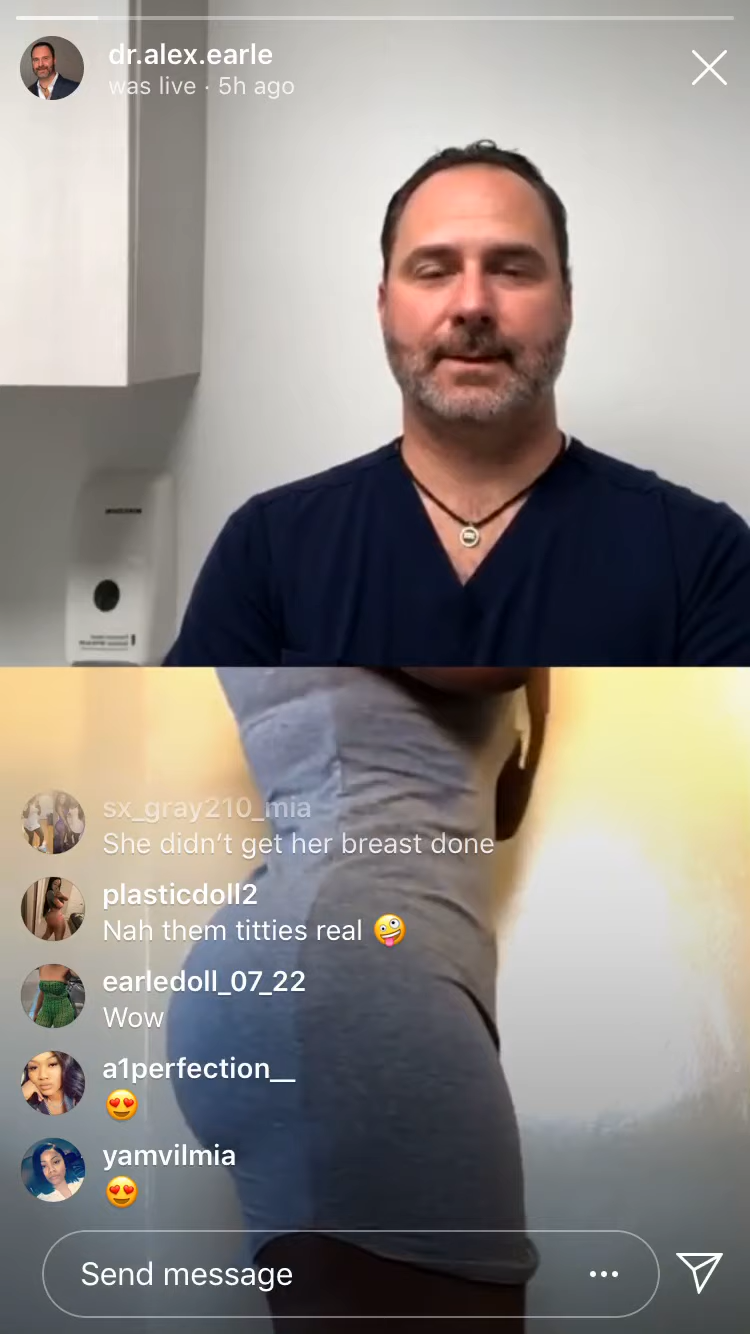 dr.alex.earle
was live · 5h ago
sx_gray210_mia
She didn’t get her breast done
plasticdoll2
Nah them titties real 🤪
earledoll_07_22
Wow
a1perfection__
😍
yamvilmia
😍
Send message